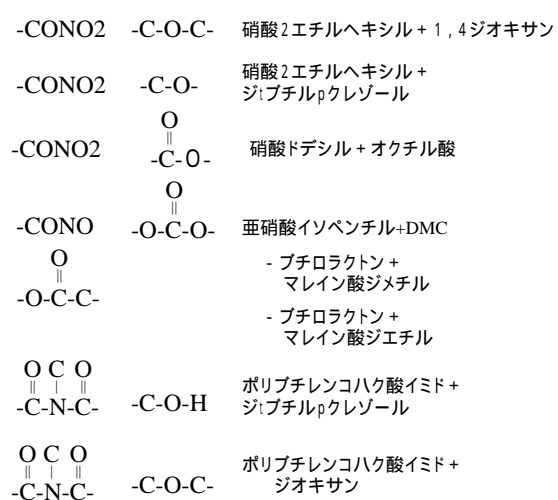 -CONO2 -C-O-C- 硝酸2エチルヘキシル + 1 , 4ジオキサン
硝酸2エチルヘキシル +
-CONO2 -C-O- ジtブチルpクレゾール
O
||
-CONO2 -C-O- 硝酸ドデシル + オクチル酸
O
||
-CONO -O-C-O- 亜硝酸イソペンチル+DMC
O
||
-O-C-C-
- ブチロラクトン +
マレイン酸ジメチル
- ブチロラクトン +
マレイン酸ジエチル
O C O
|| | ||
-C-N-C- -C-O-H ポリブチレンコハク酸イミド +
ジtブチルpクレゾール
O C O
|| | ||
-C-N-C- -C-O-C- ポリブチレンコハク酸イミド +
ジオキサン